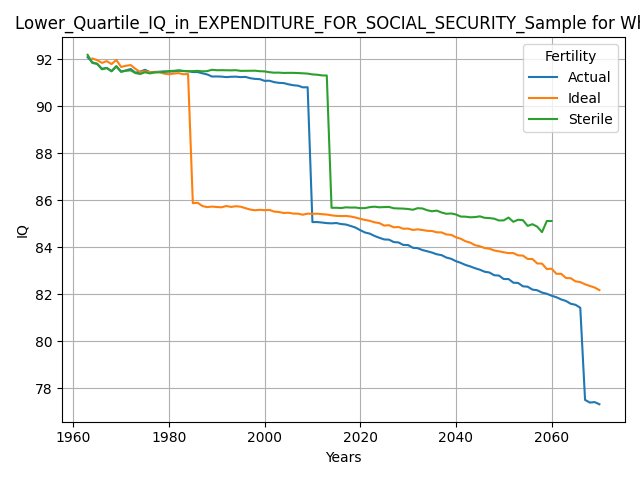 Lower_Quartile_IQ_in_EXPENDITURE_FOR_SOCIAL_SECURITY_Sample for Wh
Fertility
Actual
Ideal
Sterile
92
90
88
86
84
82
80
78
IQ
1960 1980 2000 2020 2040 2060
Years